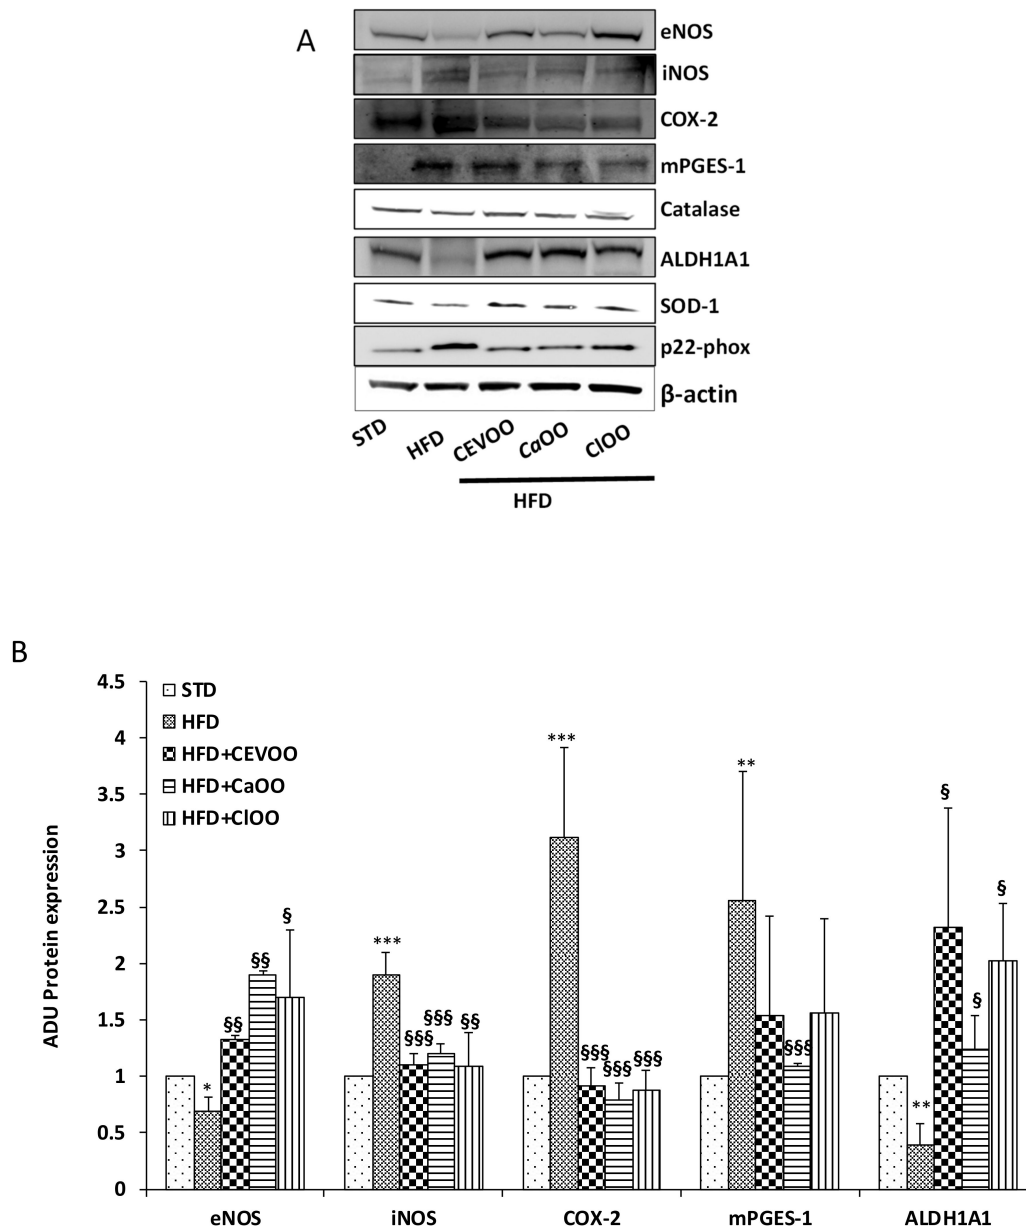 A
eNOS
iNOS
COX-2
mPGES-1
Catalase
ALDH1A1
SOD-1
p22-phox
β-actin
STD HFD CEVOO CaOO ClOO
HFD
B
ADU Protein expression
4.5
4
3.5
3
2.5
2
1.5
1
0.5
0
STD
HFD
HFD+CEVOO
HFD+CaOO
HFD+ClOO
* §§ §§ §
*** §§§ §§§ §§
*** §§§ §§§ §§§
** §§§
** § § §
eNOS iNOS COX-2 mPGES-1 ALDH1A1